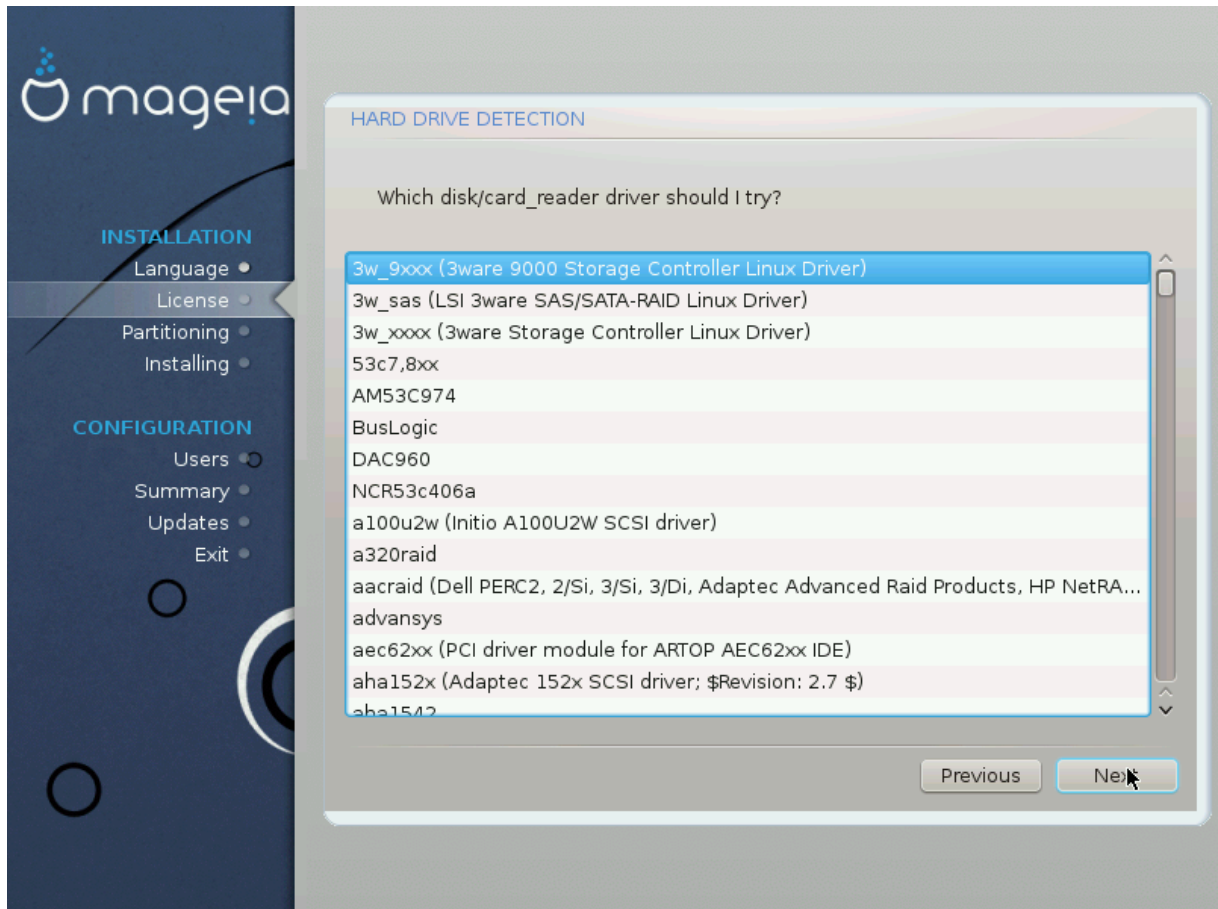 mageia
INSTALLATION
Language
License
Partitioning
Installing
CONFIGURATION
Users
Summary
Updates
Exit
HARD DRIVE DETECTION
Which disk/card_reader driver should I try?
3w_9xxx (3ware 9000 Storage Controller Linux Driver)
3w_sas (LSI 3ware SAS/SATA-RAID Linux Driver)
3w_xxxx (3ware Storage Controller Linux Driver)
53c7,8xx
AM53C974
BusLogic
DAC960
NCR53c406a
a100u2w (Initio A100U2W SCSI driver)
a320raid
aacraid (Dell PERC2, 2/Si, 3/Si, 3/Di, Adaptec Advanced Raid Products, HP NetRA...
advansys
aec62xx (PCI driver module for ARTOP AEC62xx IDE)
aha152x (Adaptec 152x SCSI driver; $Revision: 2.7 $)
aha1542
Previous
Next